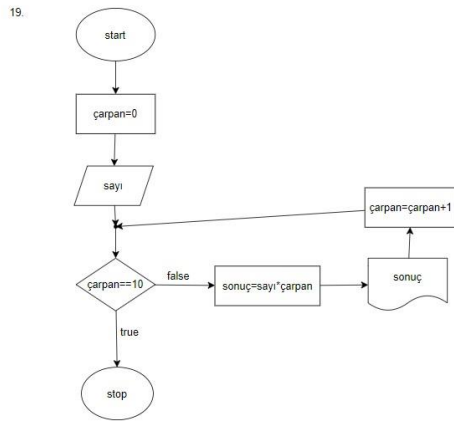 19.
start
çarpan=0
sayı
çarpan=çarpan+1
çarpan==10
false
sonuç=sayı*çarpan
sonuç
true
stop